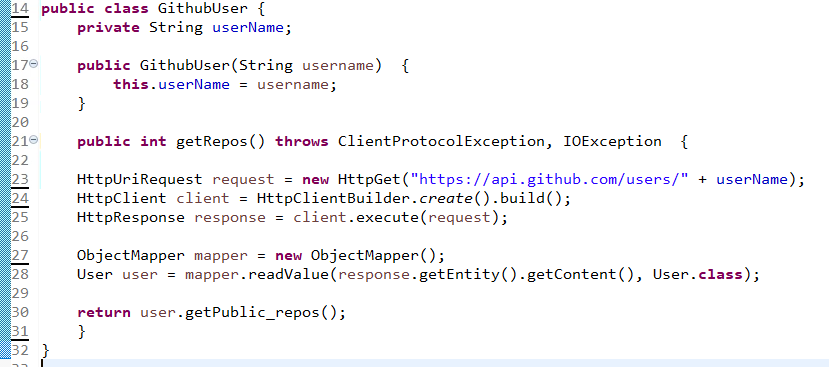 14 public class GithubUser {
15     private String userName;
16
17     public GithubUser(String username)  {
18         this.userName = username;
19     }
20
21     public int getRepos() throws ClientProtocolException, IOException  {
22
23     HttpUriRequest request = new HttpGet("https://api.github.com/users/" + userName);
24     HttpClient client = HttpClientBuilder.create().build();
25     HttpResponse response = client.execute(request);
26
27     ObjectMapper mapper = new ObjectMapper();
28     User user = mapper.readValue(response.getEntity().getContent(), User.class);
29
30     return user.getPublic_repos();
31     }
32 }